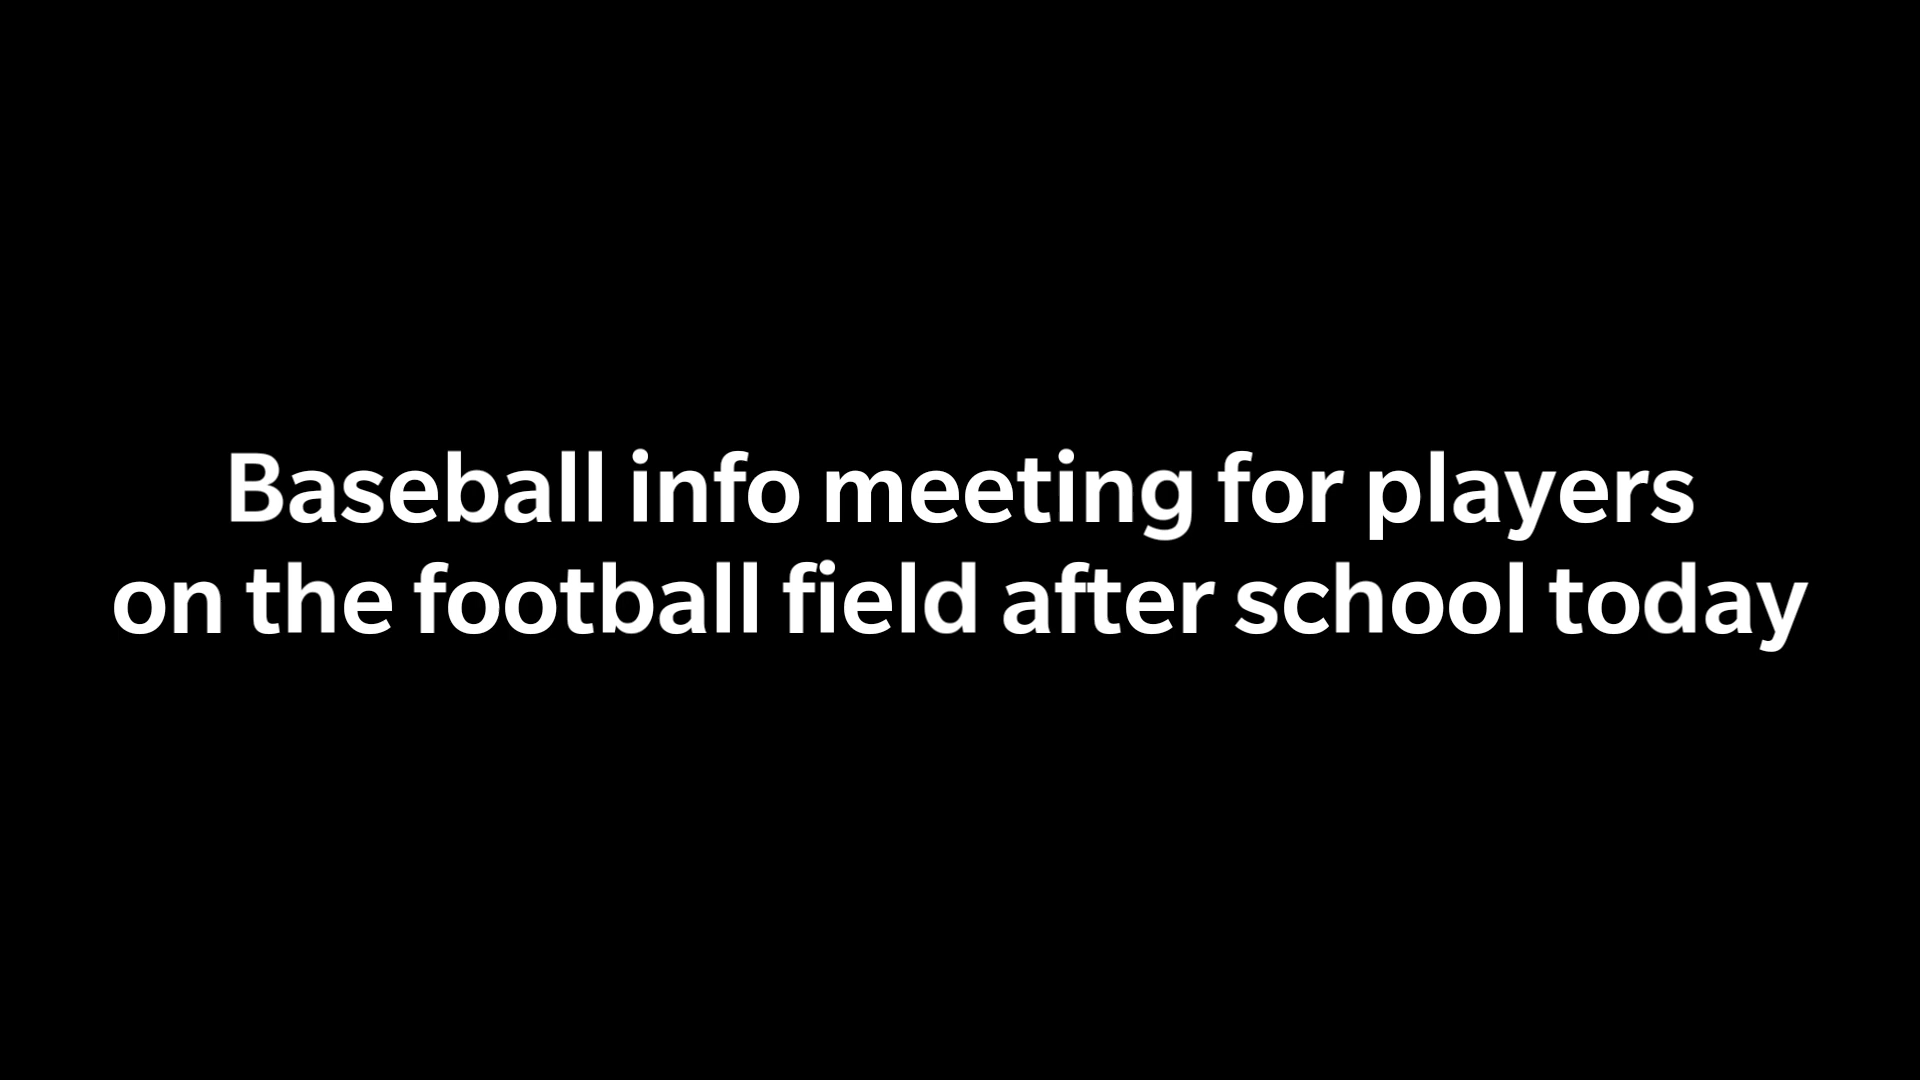 Baseball info meeting for players
on the football field after school today